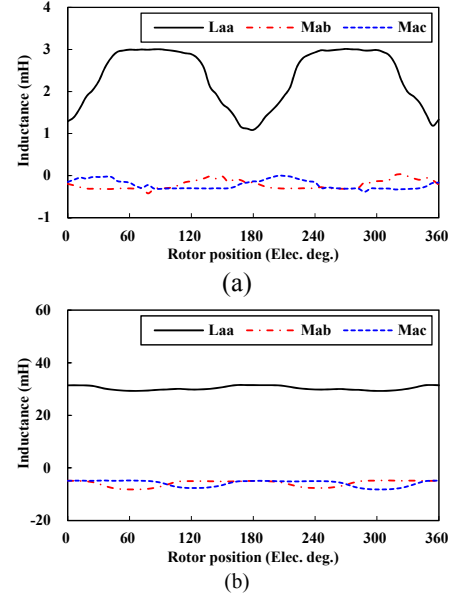 (a)
4
Laa Mab Mac
3
2
1
0
-1
Inductance (mH)
0 60 120 180 240 300 360
Rotor position (Elec. deg.)
(a)
60
Laa Mab Mac
40
20
0
-20
Inductance (mH)
0 60 120 180 240 300 360
Rotor position (Elec. deg.)
(b)